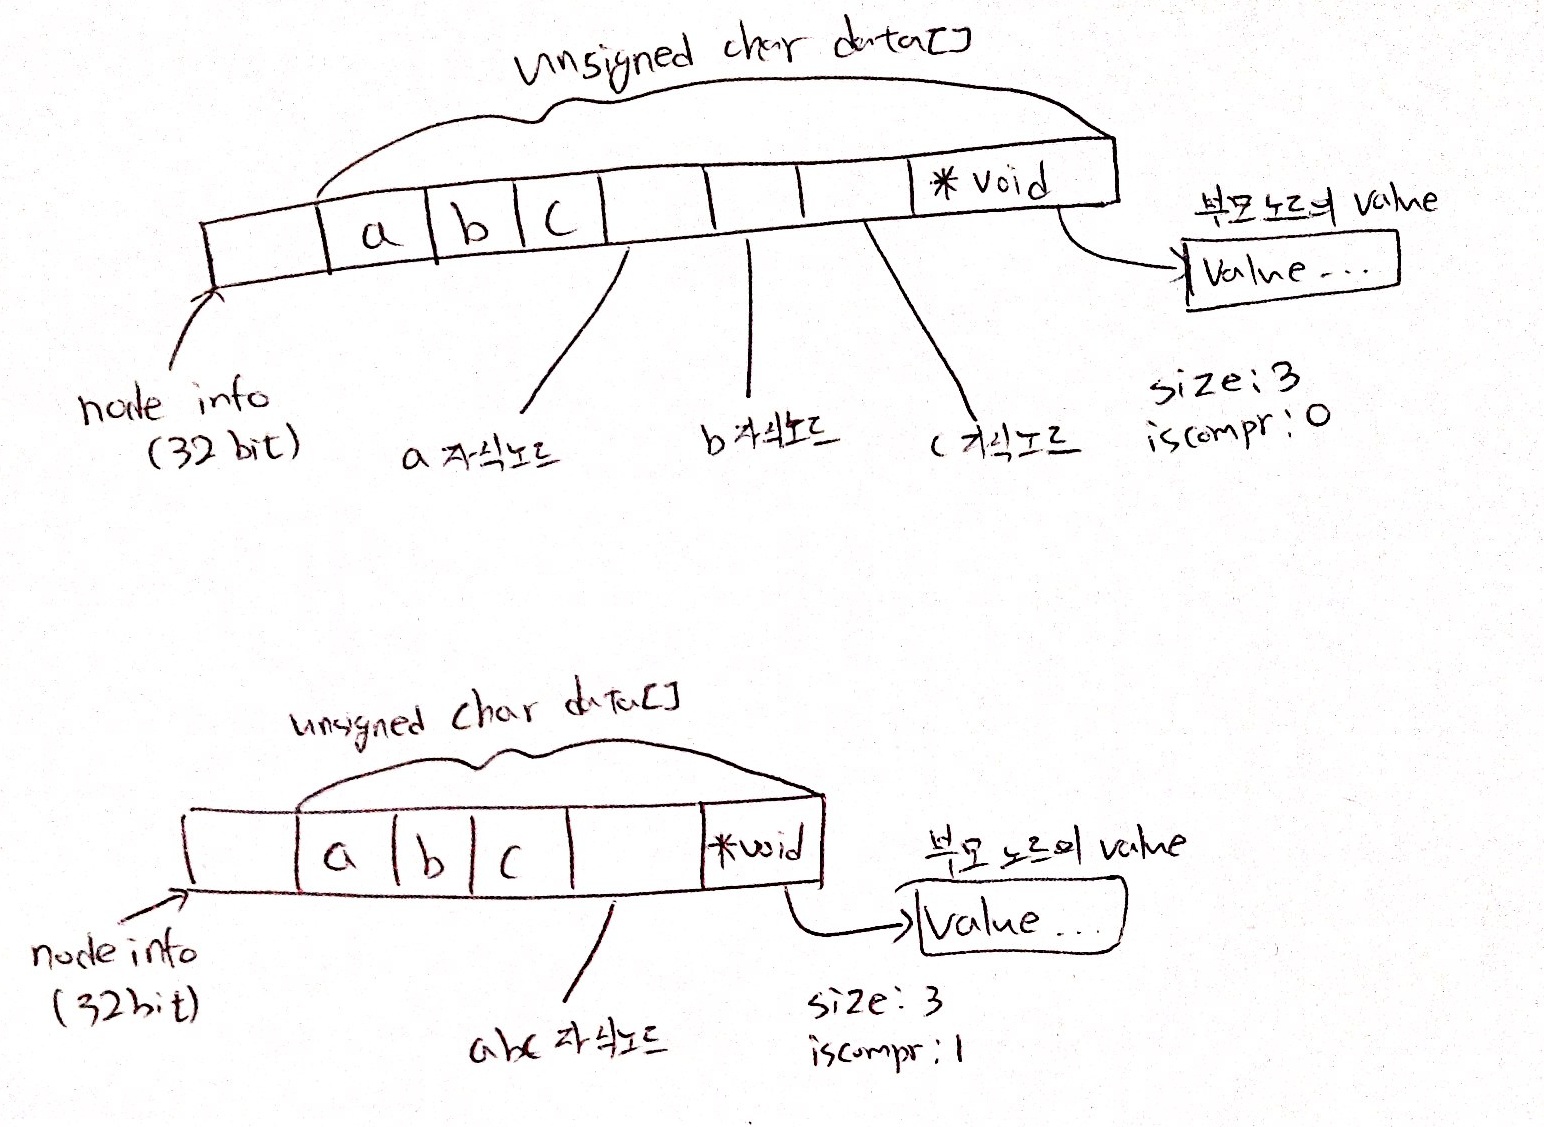 unsigned char data[]
a b c *void
부모노드의 value
value...
node info
(32 bit)
a 자식노드
b 자식노드
c 자식노드
size: 3
iscompr: 0
unsigned char data[]
a b c *void
부모 노드의 value
value...
node info
(32bit)
abc 자식노드
size: 3
iscompr: 1